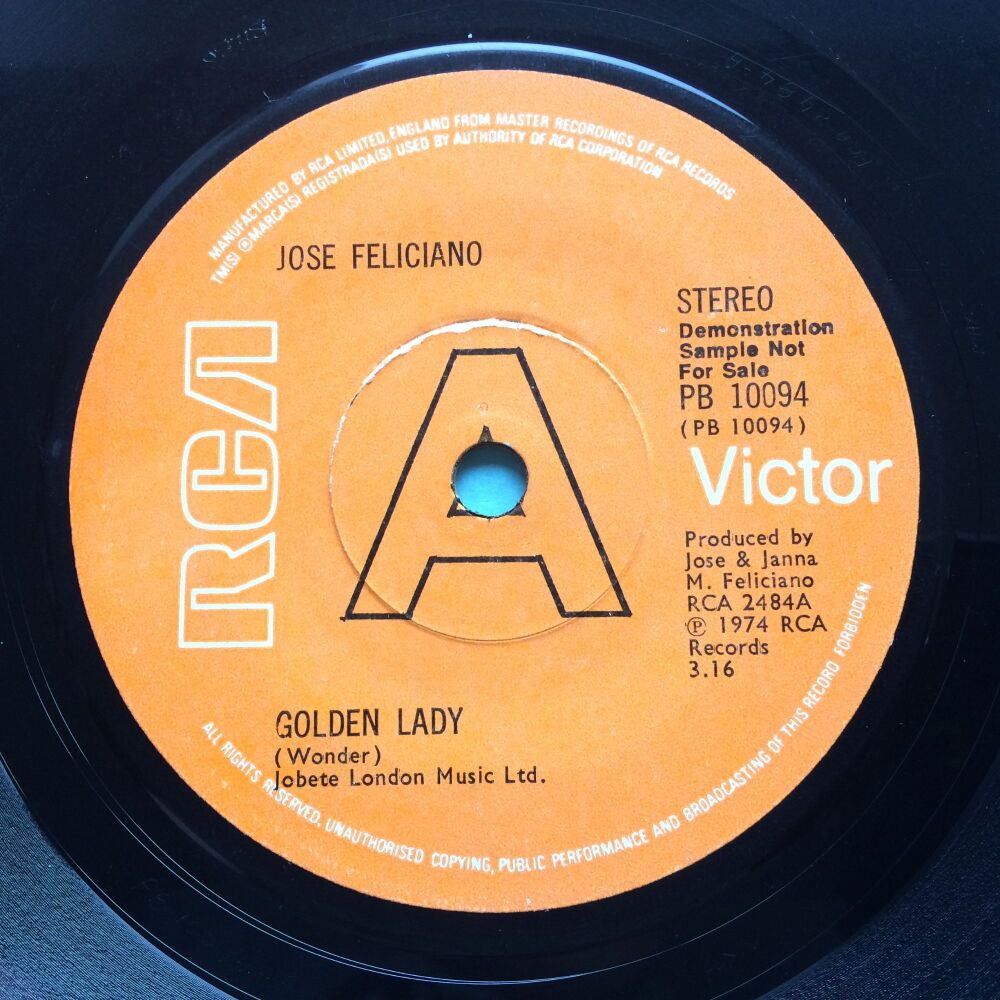 MANUFACTURED BY RCA LIMITED, ENGLAND FROM MASTER RECORDINGS OF RCA RECORDS
TM(S) ® MARCA(S) REGISTRADA(S) USED BY AUTHORITY OF RCA CORPORATION
JOSE FELICIANO
STEREO
Demonstration
Sample Not
For Sale
PB 10094
(PB 10094)
RCA
A
Victor
Produced by
Jose & Janna
M. Feliciano
RCA 2484A
℗ 1974 RCA
Records
3.16
GOLDEN LADY
(Wonder)
Jobete London Music Ltd.
ALL RIGHTS RESERVED. UNAUTHORISED COPYING, PUBLIC PERFORMANCE AND BROADCASTING OF THIS RECORD FORBIDDEN